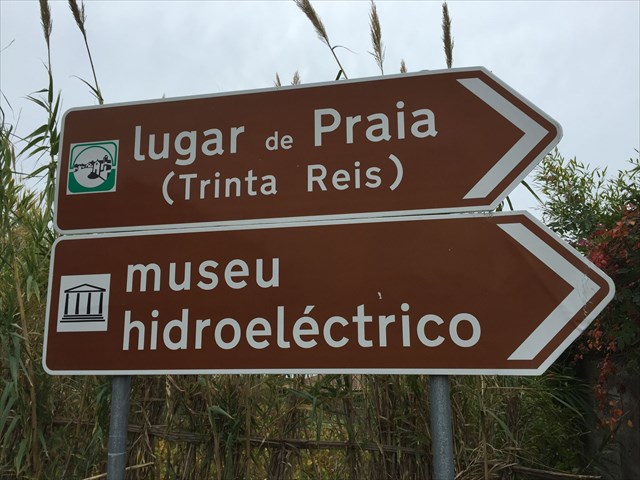 lugar de Praia
(Trinta Reis)
museu
hidroeléctrico